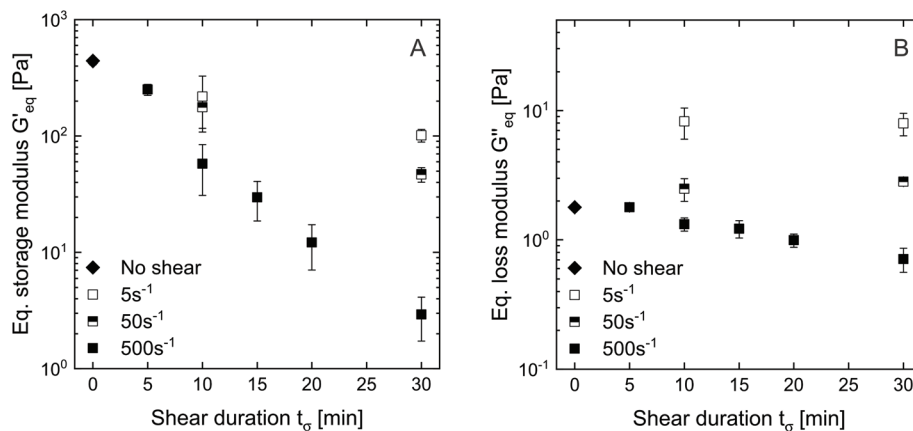 A
Eq. storage modulus G'eq [Pa]
10³
10²
10¹
10⁰
No shear
5s⁻¹
50s⁻¹
500s⁻¹
0 5 10 15 20 30
Shear duration tσ [min]
B
Eq. loss modulus G''eq [Pa]
10¹
10⁰
10⁻¹
No shear
5s⁻¹
50s⁻¹
500s⁻¹
0 5 10 15 20 30
Shear duration tσ [min]